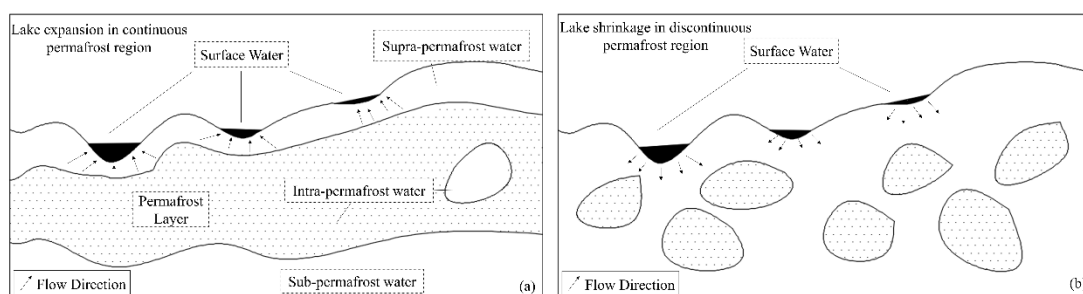 Lake expansion in continuous
permafrost region
Surface Water
Supra-permafrost water
Intra-permafrost water
Permafrost
Layer
Flow Direction
Sub-permafrost water
(a)
Lake shrinkage in discontinuous
permafrost region
Surface Water
Flow Direction
(b)